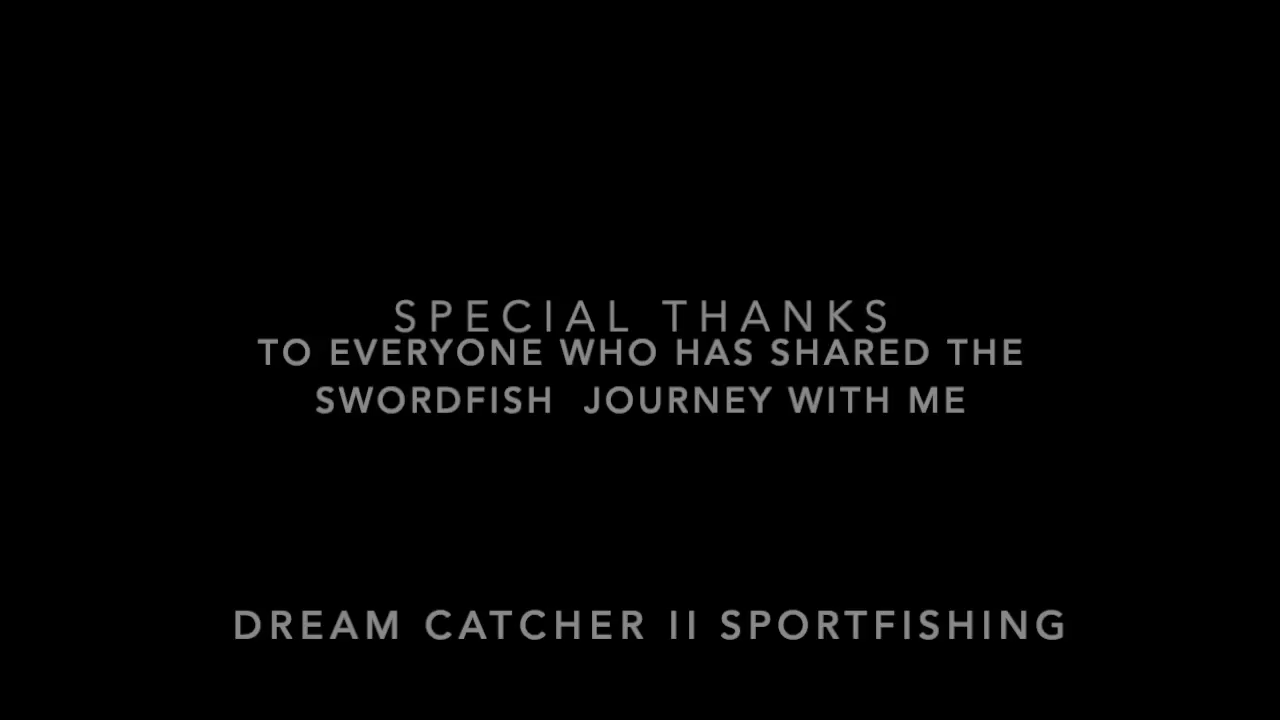 SPECIAL THANKS
TO EVERYONE WHO HAS SHARED THE
SWORDFISH  JOURNEY WITH ME
DREAM CATCHER II SPORTFISHING